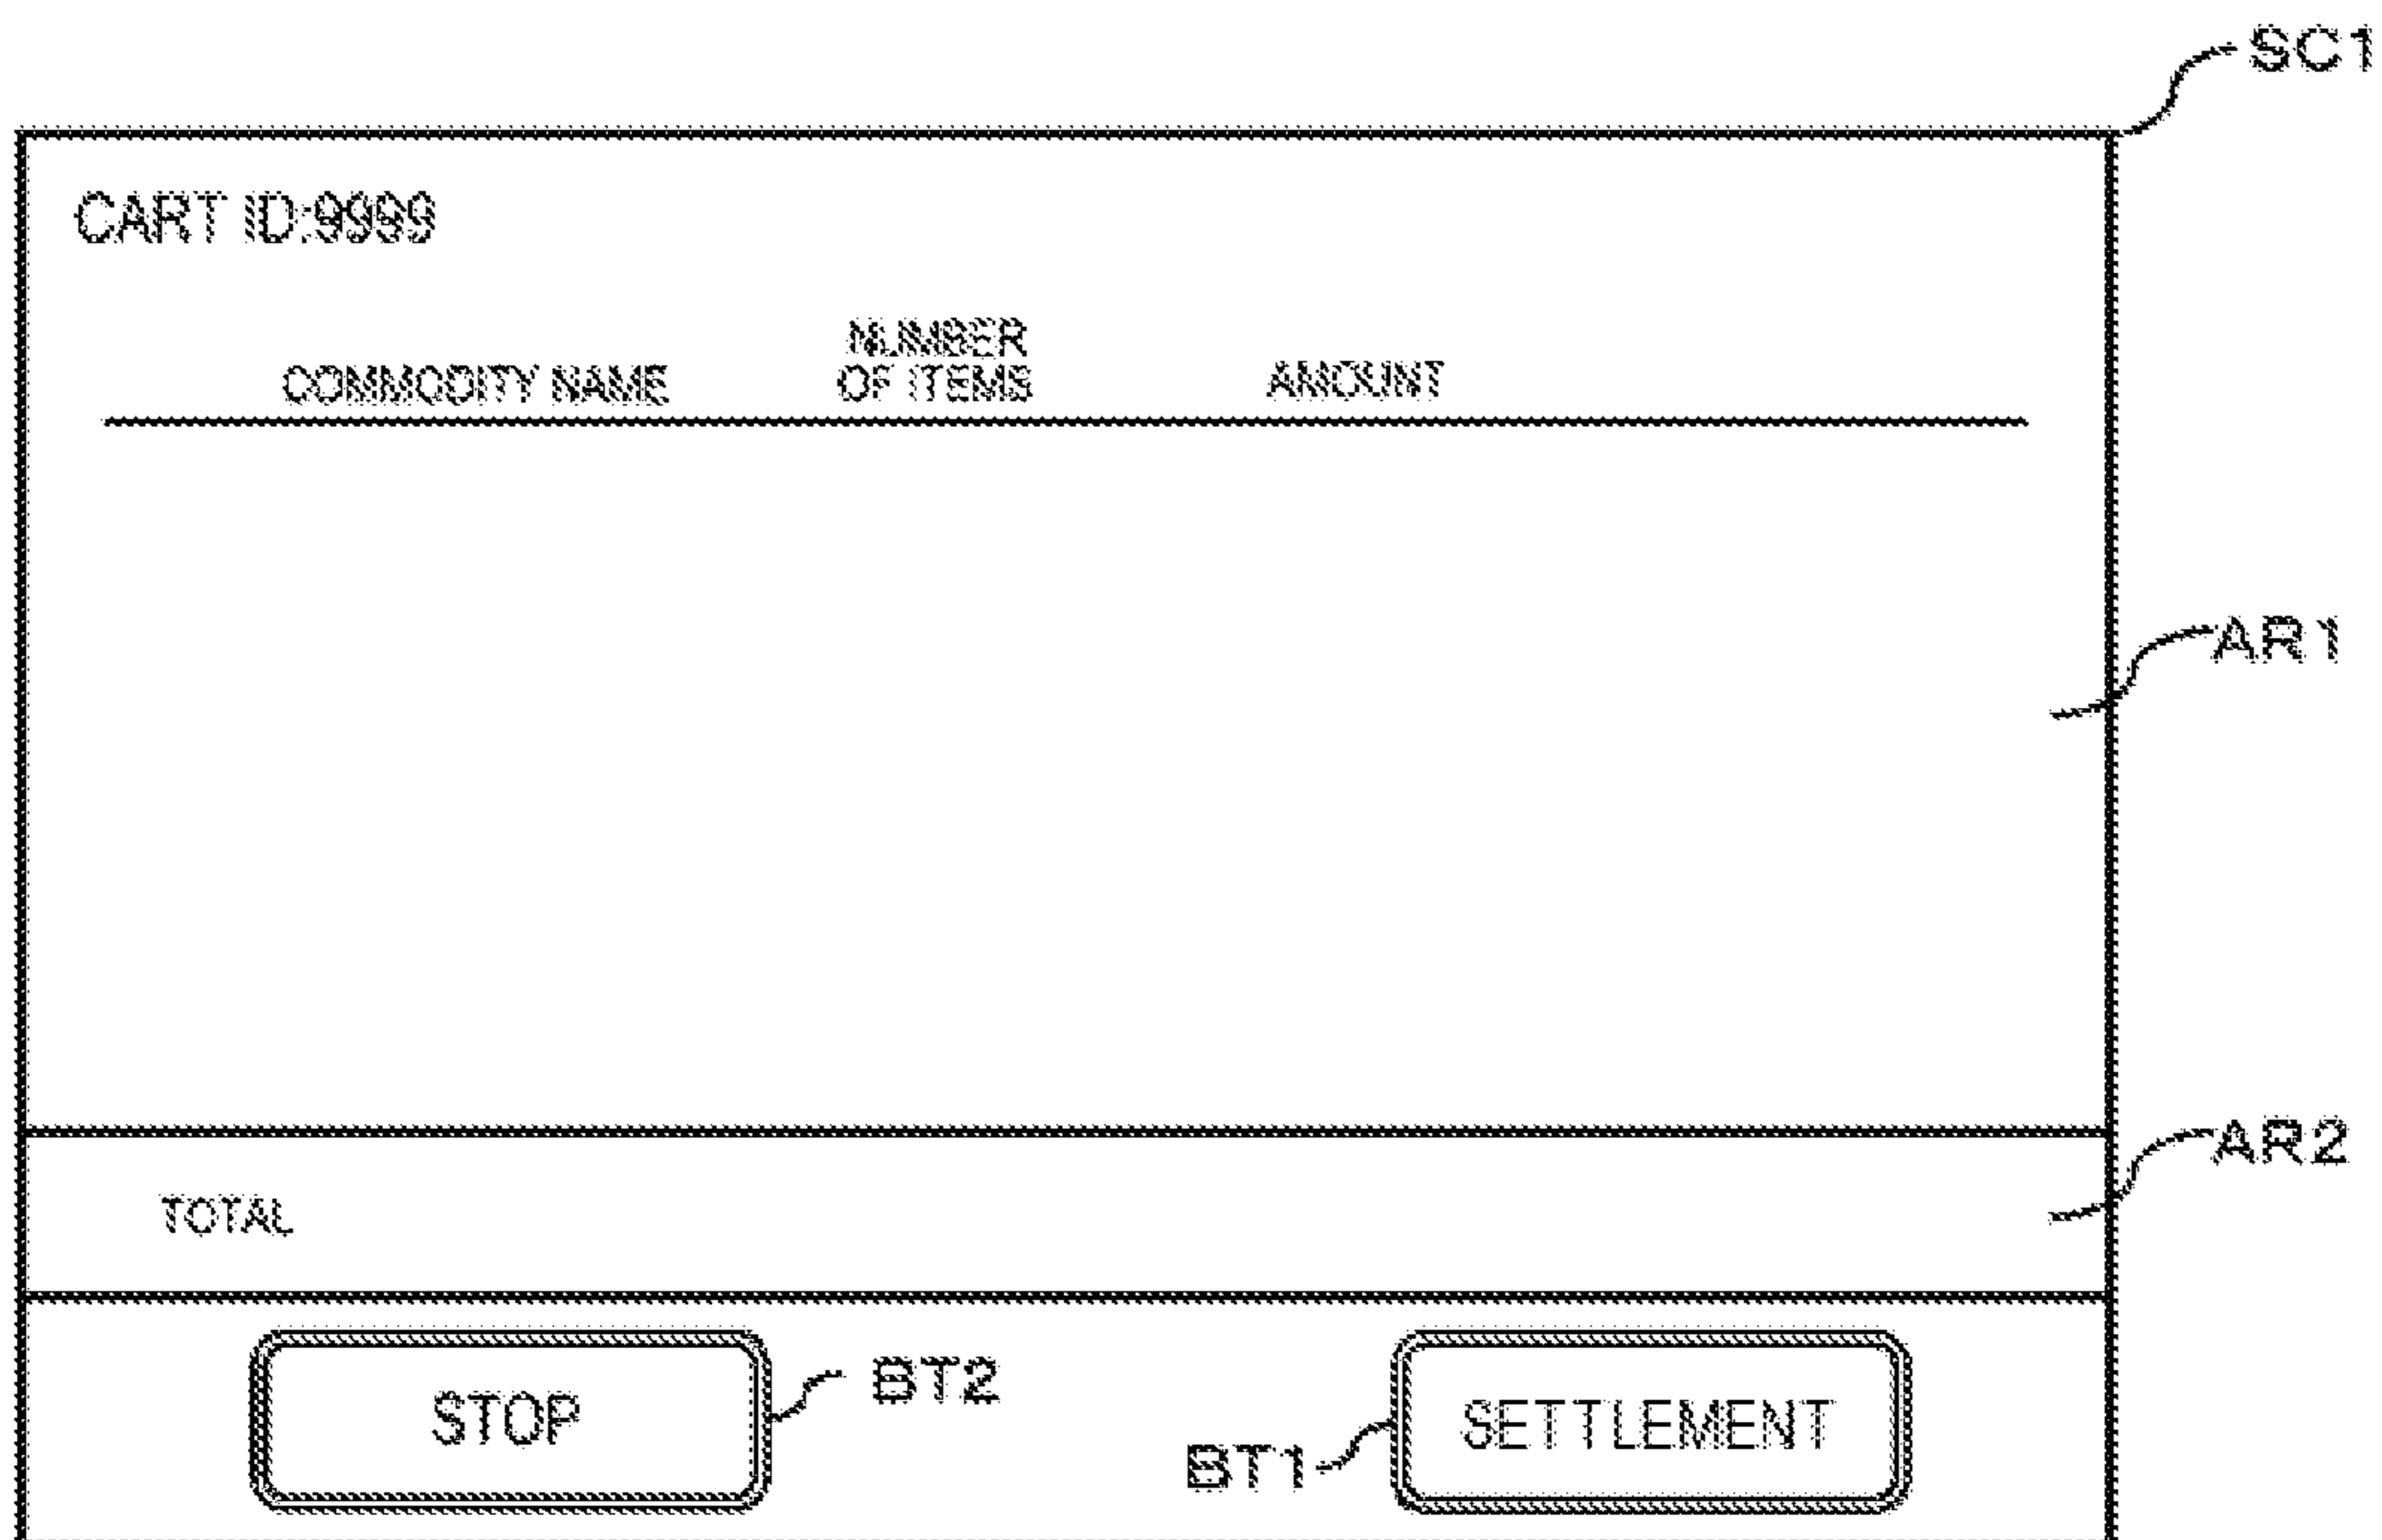 SC1
CART ID:9999
NUMBER
COMMODITY NAME OF ITEMS AMOUNT
AR1
AR2
TOTAL
STOP BT2 BT1 SETTLEMENT